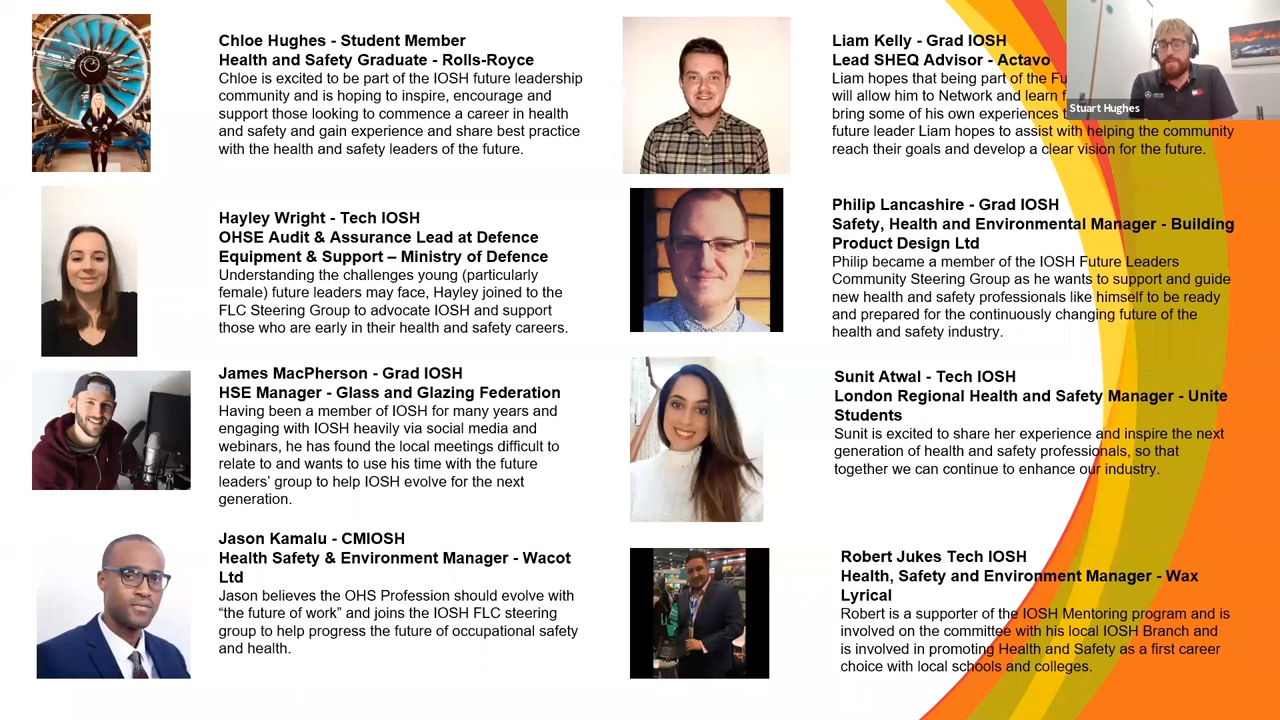 Chloe Hughes - Student Member
Health and Safety Graduate - Rolls-Royce
Chloe is excited to be part of the IOSH future leadership
community and is hoping to inspire, encourage and
support those looking to commence a career in health
and safety and gain experience and share best practice
with the health and safety leaders of the future.
Hayley Wright - Tech IOSH
OHSE Audit & Assurance Lead at Defence
Equipment & Support – Ministry of Defence
Understanding the challenges young (particularly
female) future leaders may face, Hayley joined to the
FLC Steering Group to advocate IOSH and support
those who are early in their health and safety careers.
James MacPherson - Grad IOSH
HSE Manager - Glass and Glazing Federation
Having been a member of IOSH for many years and
engaging with IOSH heavily via social media and
webinars, he has found the local meetings difficult to
relate to and wants to use his time with the future
leaders’ group to help IOSH evolve for the next
generation.
Jason Kamalu - CMIOSH
Health Safety & Environment Manager - Wacot
Ltd
Jason believes the OHS Profession should evolve with
“the future of work” and joins the IOSH FLC steering
group to help progress the future of occupational safety
and health.
Liam Kelly - Grad IOSH
Lead SHEQ Advisor - Actavo
Liam hopes that being part of the
will allow him to Network and learn
bring some of his own experiences
future leader Liam hopes to assist with helping the community
reach their goals and develop a clear vision for the future.
Stuart Hughes
Philip Lancashire - Grad IOSH
Safety, Health and Environmental Manager - Building
Product Design Ltd
Philip became a member of the IOSH Future Leaders
Community Steering Group as he wants to support and guide
new health and safety professionals like himself to be ready
and prepared for the continuously changing future of the
health and safety industry.
Sunit Atwal - Tech IOSH
London Regional Health and Safety Manager - Unite
Students
Sunit is excited to share her experience and inspire the next
generation of health and safety professionals, so that
together we can continue to enhance our industry.
Robert Jukes Tech IOSH
Health, Safety and Environment Manager - Wax
Lyrical
Robert is a supporter of the IOSH Mentoring program and is
involved on the committee with his local IOSH Branch and
is involved in promoting Health and Safety as a first career
choice with local schools and colleges.